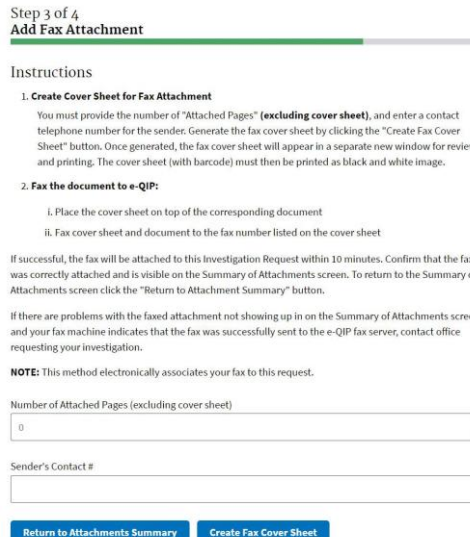 Step 3 of 4
Add Fax Attachment
Instructions
1. Create Cover Sheet for Fax Attachment
You must provide the number of "Attached Pages" (excluding cover sheet), and enter a contact
telephone number for the sender. Generate the fax cover sheet by clicking the "Create Fax Cover
Sheet" button. Once generated, the fax cover sheet will appear in a separate new window for revie
and printing. The cover sheet (with barcode) must then be printed as black and white image.
2. Fax the document to e-QIP:
i. Place the cover sheet on top of the corresponding document
ii. Fax cover sheet and document to the fax number listed on the cover sheet
If successful, the fax will be attached to this Investigation Request within 10 minutes. Confirm that the fa
was correctly attached and is visible on the Summary of Attachments screen. To return to the Summary o
Attachments screen click the "Return to Attachment Summary" button.
If there are problems with the faxed attachment not showing up in on the Summary of Attachments scre
and your fax machine indicates that the fax was successfully sent to the e-QIP fax server, contact office
requesting your investigation.
NOTE: This method electronically associates your fax to this request.
Number of Attached Pages (excluding cover sheet)
0
Sender's Contact #
Return to Attachments Summary Create Fax Cover Sheet